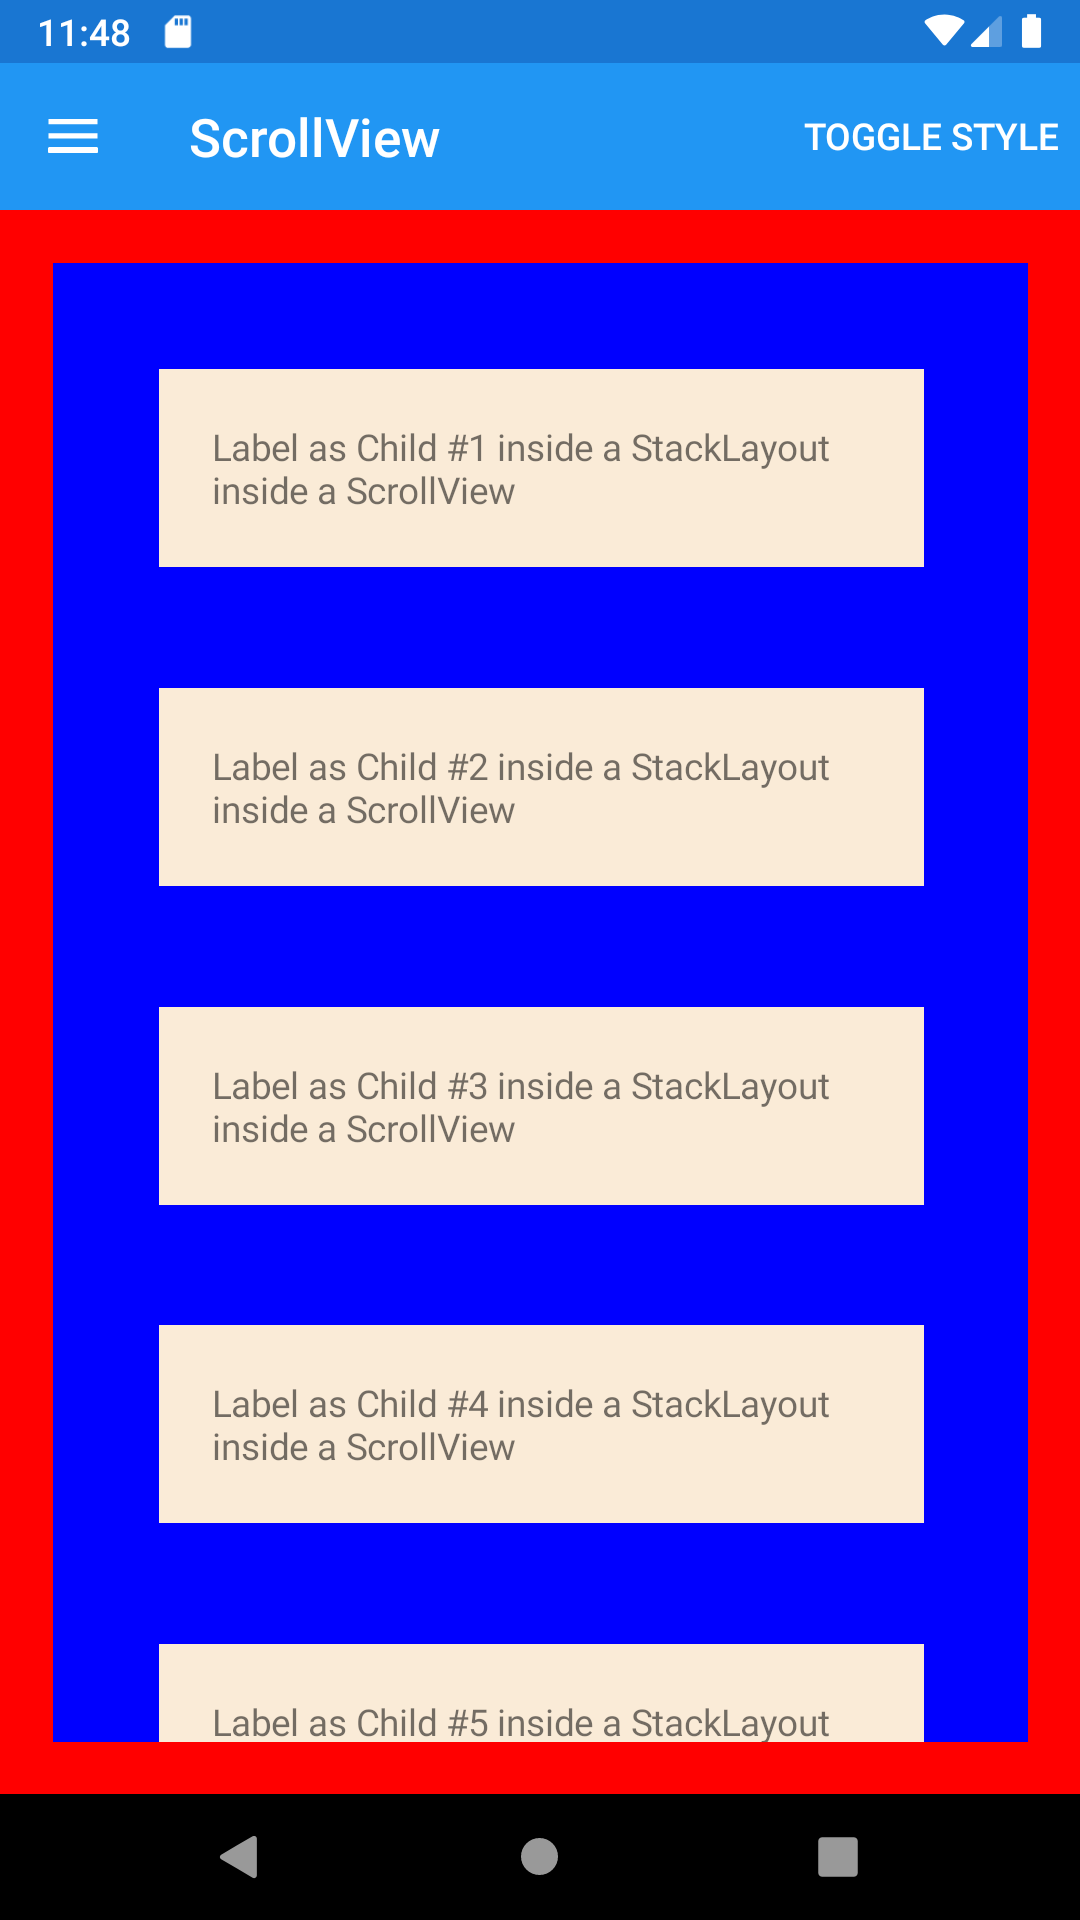 11:48
ScrollView
TOGGLE STYLE
Label as Child #1 inside a StackLayout
inside a ScrollView
Label as Child #2 inside a StackLayout
inside a ScrollView
Label as Child #3 inside a StackLayout
inside a ScrollView
Label as Child #4 inside a StackLayout
inside a ScrollView
Label as Child #5 inside a StackLayout